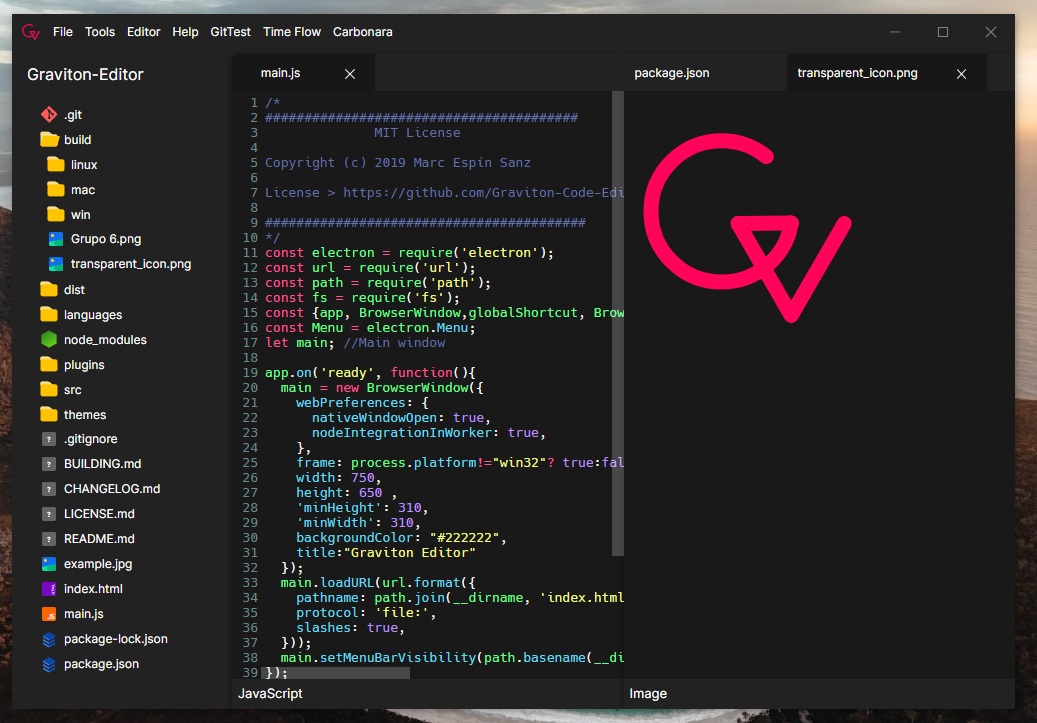 File Tools Editor Help GitTest Time Flow Carbonara
Graviton-Editor
.git
build
linux
mac
win
Grupo 6.png
transparent_icon.png
dist
languages
node_modules
plugins
src
themes
.gitignore
BUILDING.md
CHANGELOG.md
LICENSE.md
README.md
example.jpg
index.html
main.js
package-lock.json
package.json
main.js
1 /*
2 ########################################
3 MIT License
4
5 Copyright (c) 2019 Marc Espín Sanz
6
7 License > https://github.com/Graviton-Code-Edi
8
9 #########################################
10 */
11 const electron = require('electron');
12 const url = require('url');
13 const path = require('path');
14 const fs = require('fs');
15 const {app, BrowserWindow,globalShortcut, Brow
16 const Menu = electron.Menu;
17 let main; //Main window
18
19 app.on('ready', function(){
20 main = new BrowserWindow({
21 webPreferences: {
22 nativeWindowOpen: true,
23 nodeIntegrationInWorker: true,
24 },
25 frame: process.platform!="win32"? true:fal
26 width: 750,
27 height: 650 ,
28 'minHeight': 310,
29 'minWidth': 310,
30 backgroundColor: "#222222",
31 title:"Graviton Editor"
32 });
33 main.loadURL(url.format({
34 pathname: path.join(__dirname, 'index.html
35 protocol: 'file:',
36 slashes: true,
37 }));
38 main.setMenuBarVisibility(path.basename(__di
39 });
JavaScript
package.json
transparent_icon.png
Image